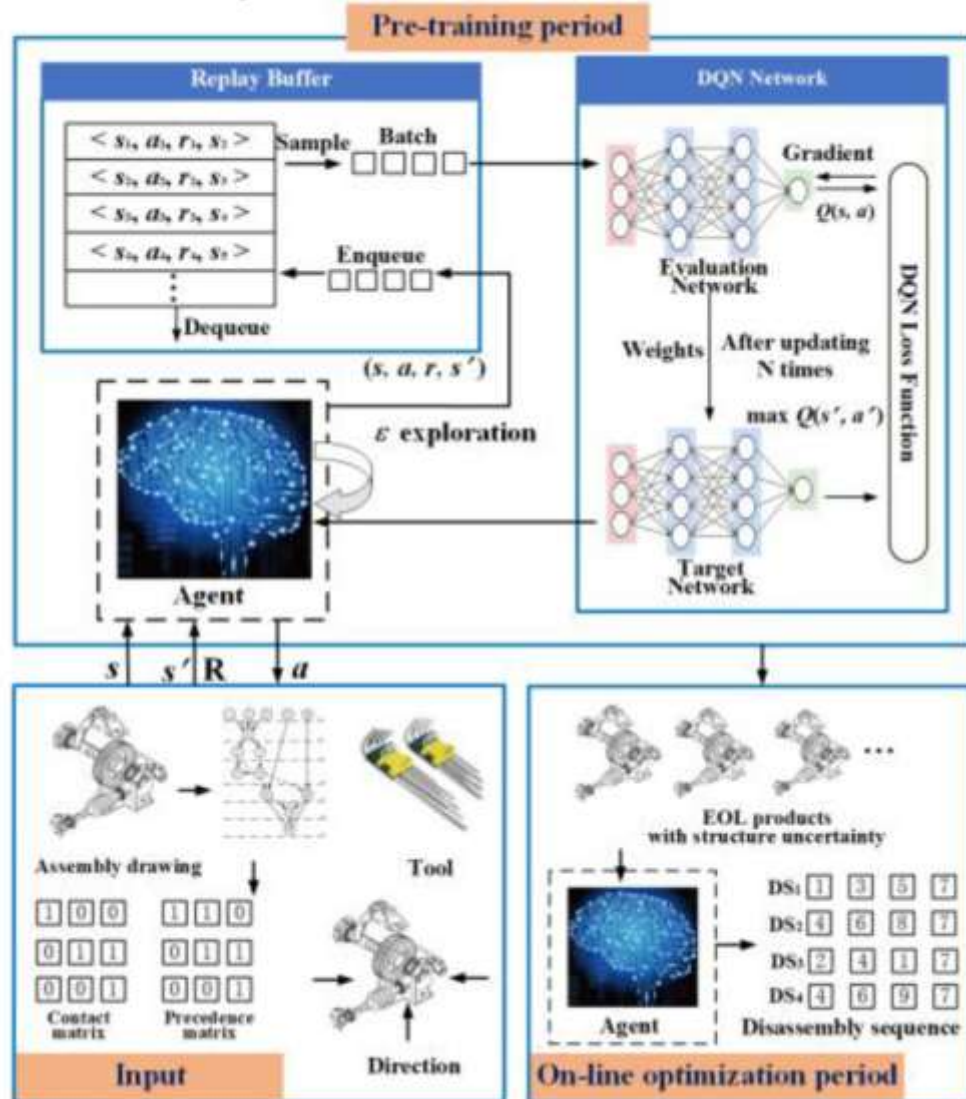 Pre-training period
Replay Buffer
< s₁, a₁, r₁, s₂ >
< s₂, a₂, r₂, s₃ >
< s₃, a₃, r₃, s₄ >
< s₄, a₄, r₄, s₅ >
Sample
Batch
Enqueue
Dequeue
DQN Network
Gradient
Q(s, a)
Evaluation
Network
Weights
After updating
N times
max Q(s′, a′)
Target
Network
DQN Loss Function
(s, a, r, s′)
ε exploration
Agent
s
s′ R
a
Assembly drawing
Tool
1 0 0
0 1 1
0 0 1
Contact
matrix
1 1 0
0 1 1
0 0 1
Precedence
matrix
Direction
Input
...
EOL products
with structure uncertainty
Agent
DS₁ 1 3 5 7
DS₂ 4 6 8 7
DS₃ 2 4 1 7
DS₄ 4 6 9 7
Disassembly sequence
On-line optimization period